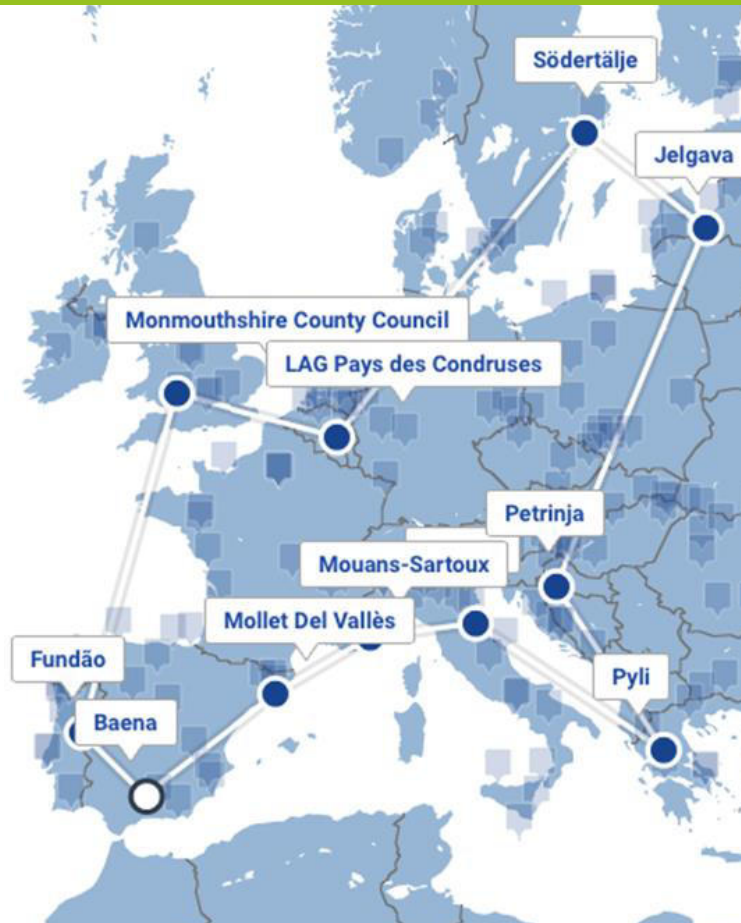 Södertälje
Jelgava
Monmouthshire County Council
LAG Pays des Condruses
Petrinja
Mouans-Sartoux
Mollet Del Vallès
Fundão
Pyli
Baena